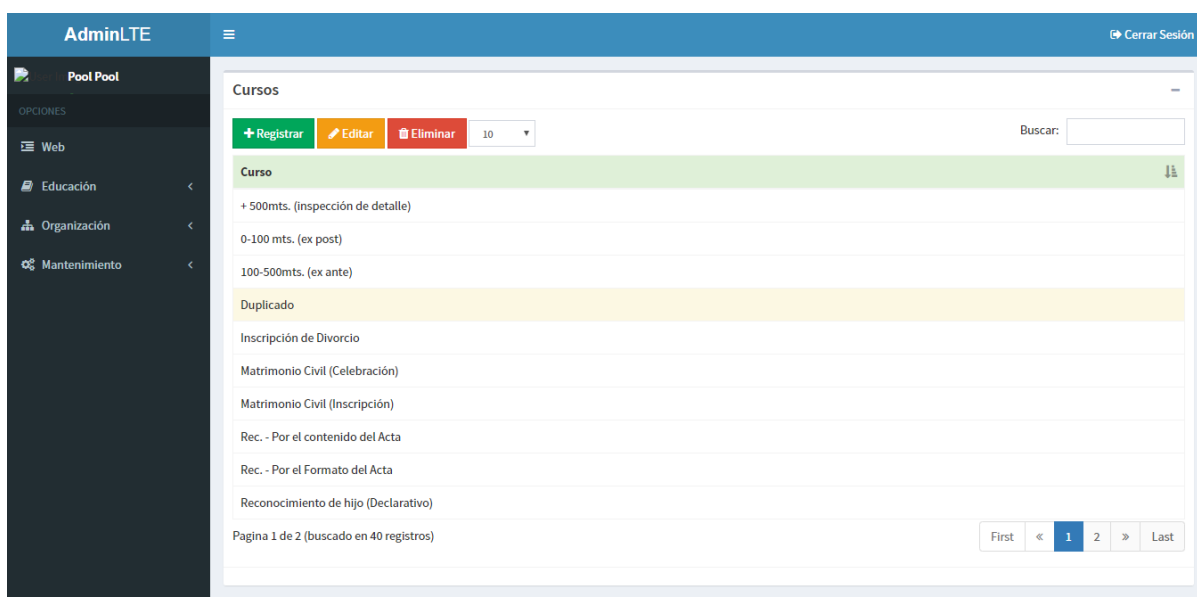 AdminLTE
Cerrar Sesión
Pool Pool
OPCIONES
Web
Educación
Organización
Mantenimiento
Cursos
Registrar Editar Eliminar 10 Buscar:
Curso
+ 500mts. (inspección de detalle)
0-100 mts. (ex post)
100-500mts. (ex ante)
Duplicado
Inscripción de Divorcio
Matrimonio Civil (Celebración)
Matrimonio Civil (Inscripción)
Rec. - Por el contenido del Acta
Rec. - Por el Formato del Acta
Reconocimiento de hijo (Declarativo)
Pagina 1 de 2 (buscado en 40 registros)
First « 1 2 » Last